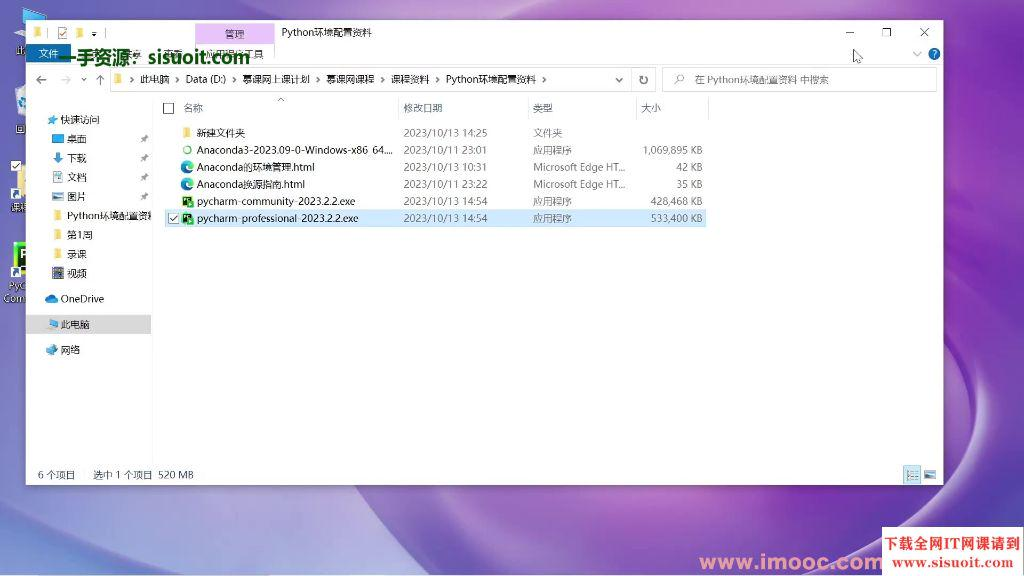 管理
Python环境配置资料
文件
一手资源：sisuoit.com
应用程序工具
此电脑 > Data (D:) > 慕课网上课计划 > 慕课网课程 > 课程资料 > Python环境配置资料 >
在 Python环境配置资料 中搜索
名称 修改日期 类型 大小
快速访问
桌面
下载
文档
图片
Python环境配置资料
第1周
录课
视频
OneDrive
此电脑
网络
新建文件夹 2023/10/13 14:25 文件夹
Anaconda3-2023.09-0-Windows-x86_64.... 2023/10/11 23:01 应用程序 1,069,895 KB
Anaconda的环境管理.html 2023/10/13 10:31 Microsoft Edge HT... 42 KB
Anaconda换源指南.html 2023/10/11 23:22 Microsoft Edge HT... 35 KB
pycharm-community-2023.2.2.exe 2023/10/13 14:54 应用程序 428,468 KB
pycharm-professional-2023.2.2.exe 2023/10/13 14:54 应用程序 533,400 KB
6 个项目 选中 1 个项目 520 MB
www.imooc.com
下载全网IT网课请到
www.sisuoit.com